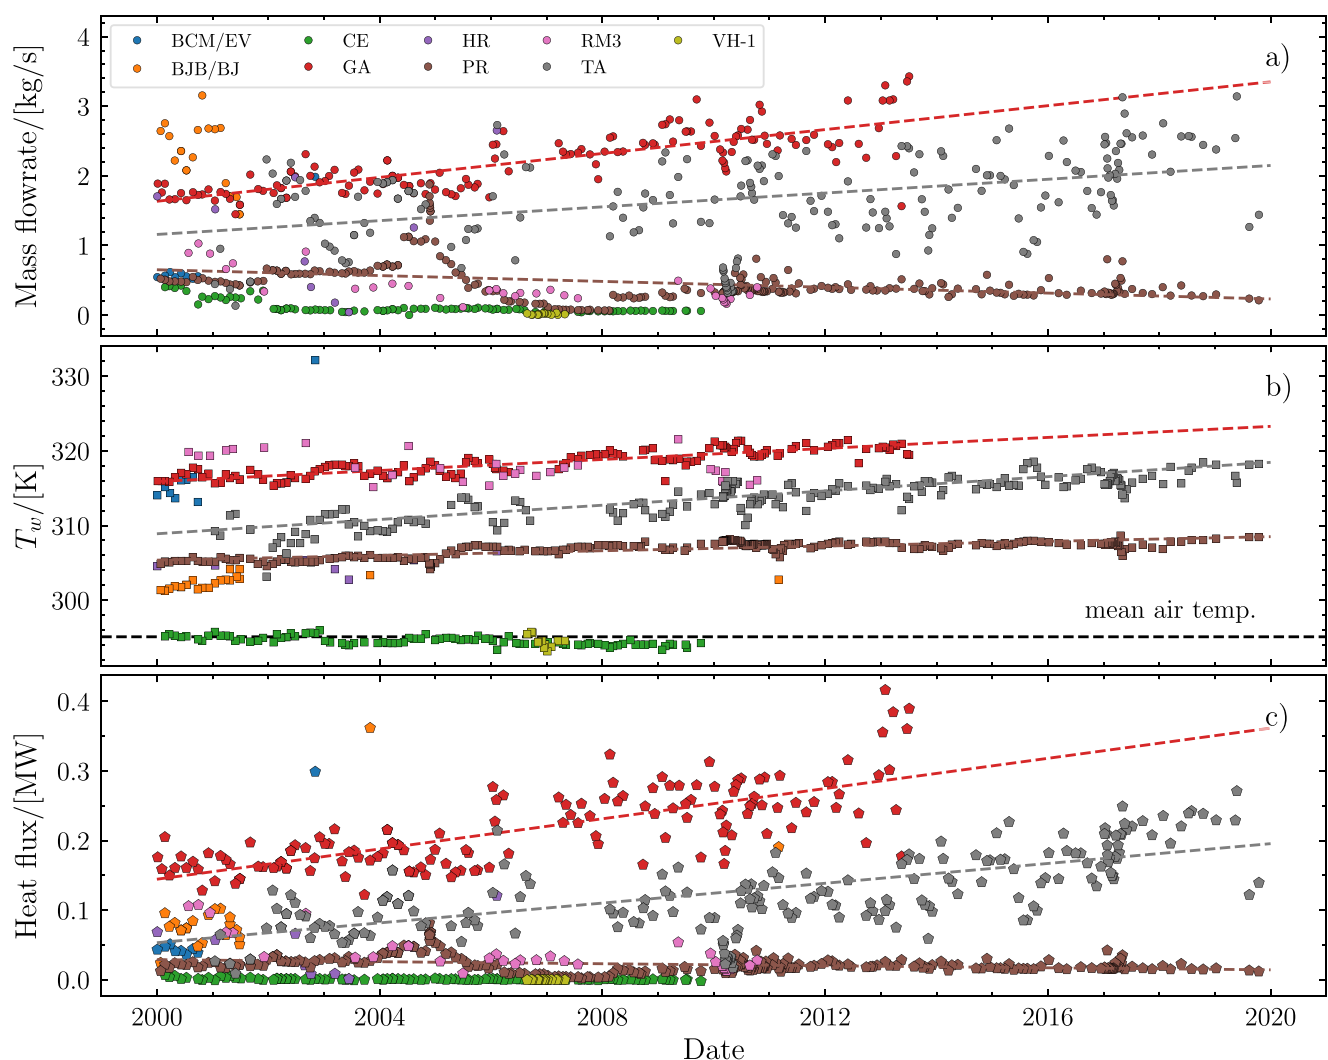 BCM/EV CE HR RM3 VH-1
BJB/BJ GA PR TA
a)
Mass flowrate/[kg/s]
4
3
2
1
0
b)
T_w/[K]
330
320
310
300
mean air temp.
c)
Heat flux/[MW]
0.4
0.3
0.2
0.1
0.0
2000 2004 2008 2012 2016 2020
Date